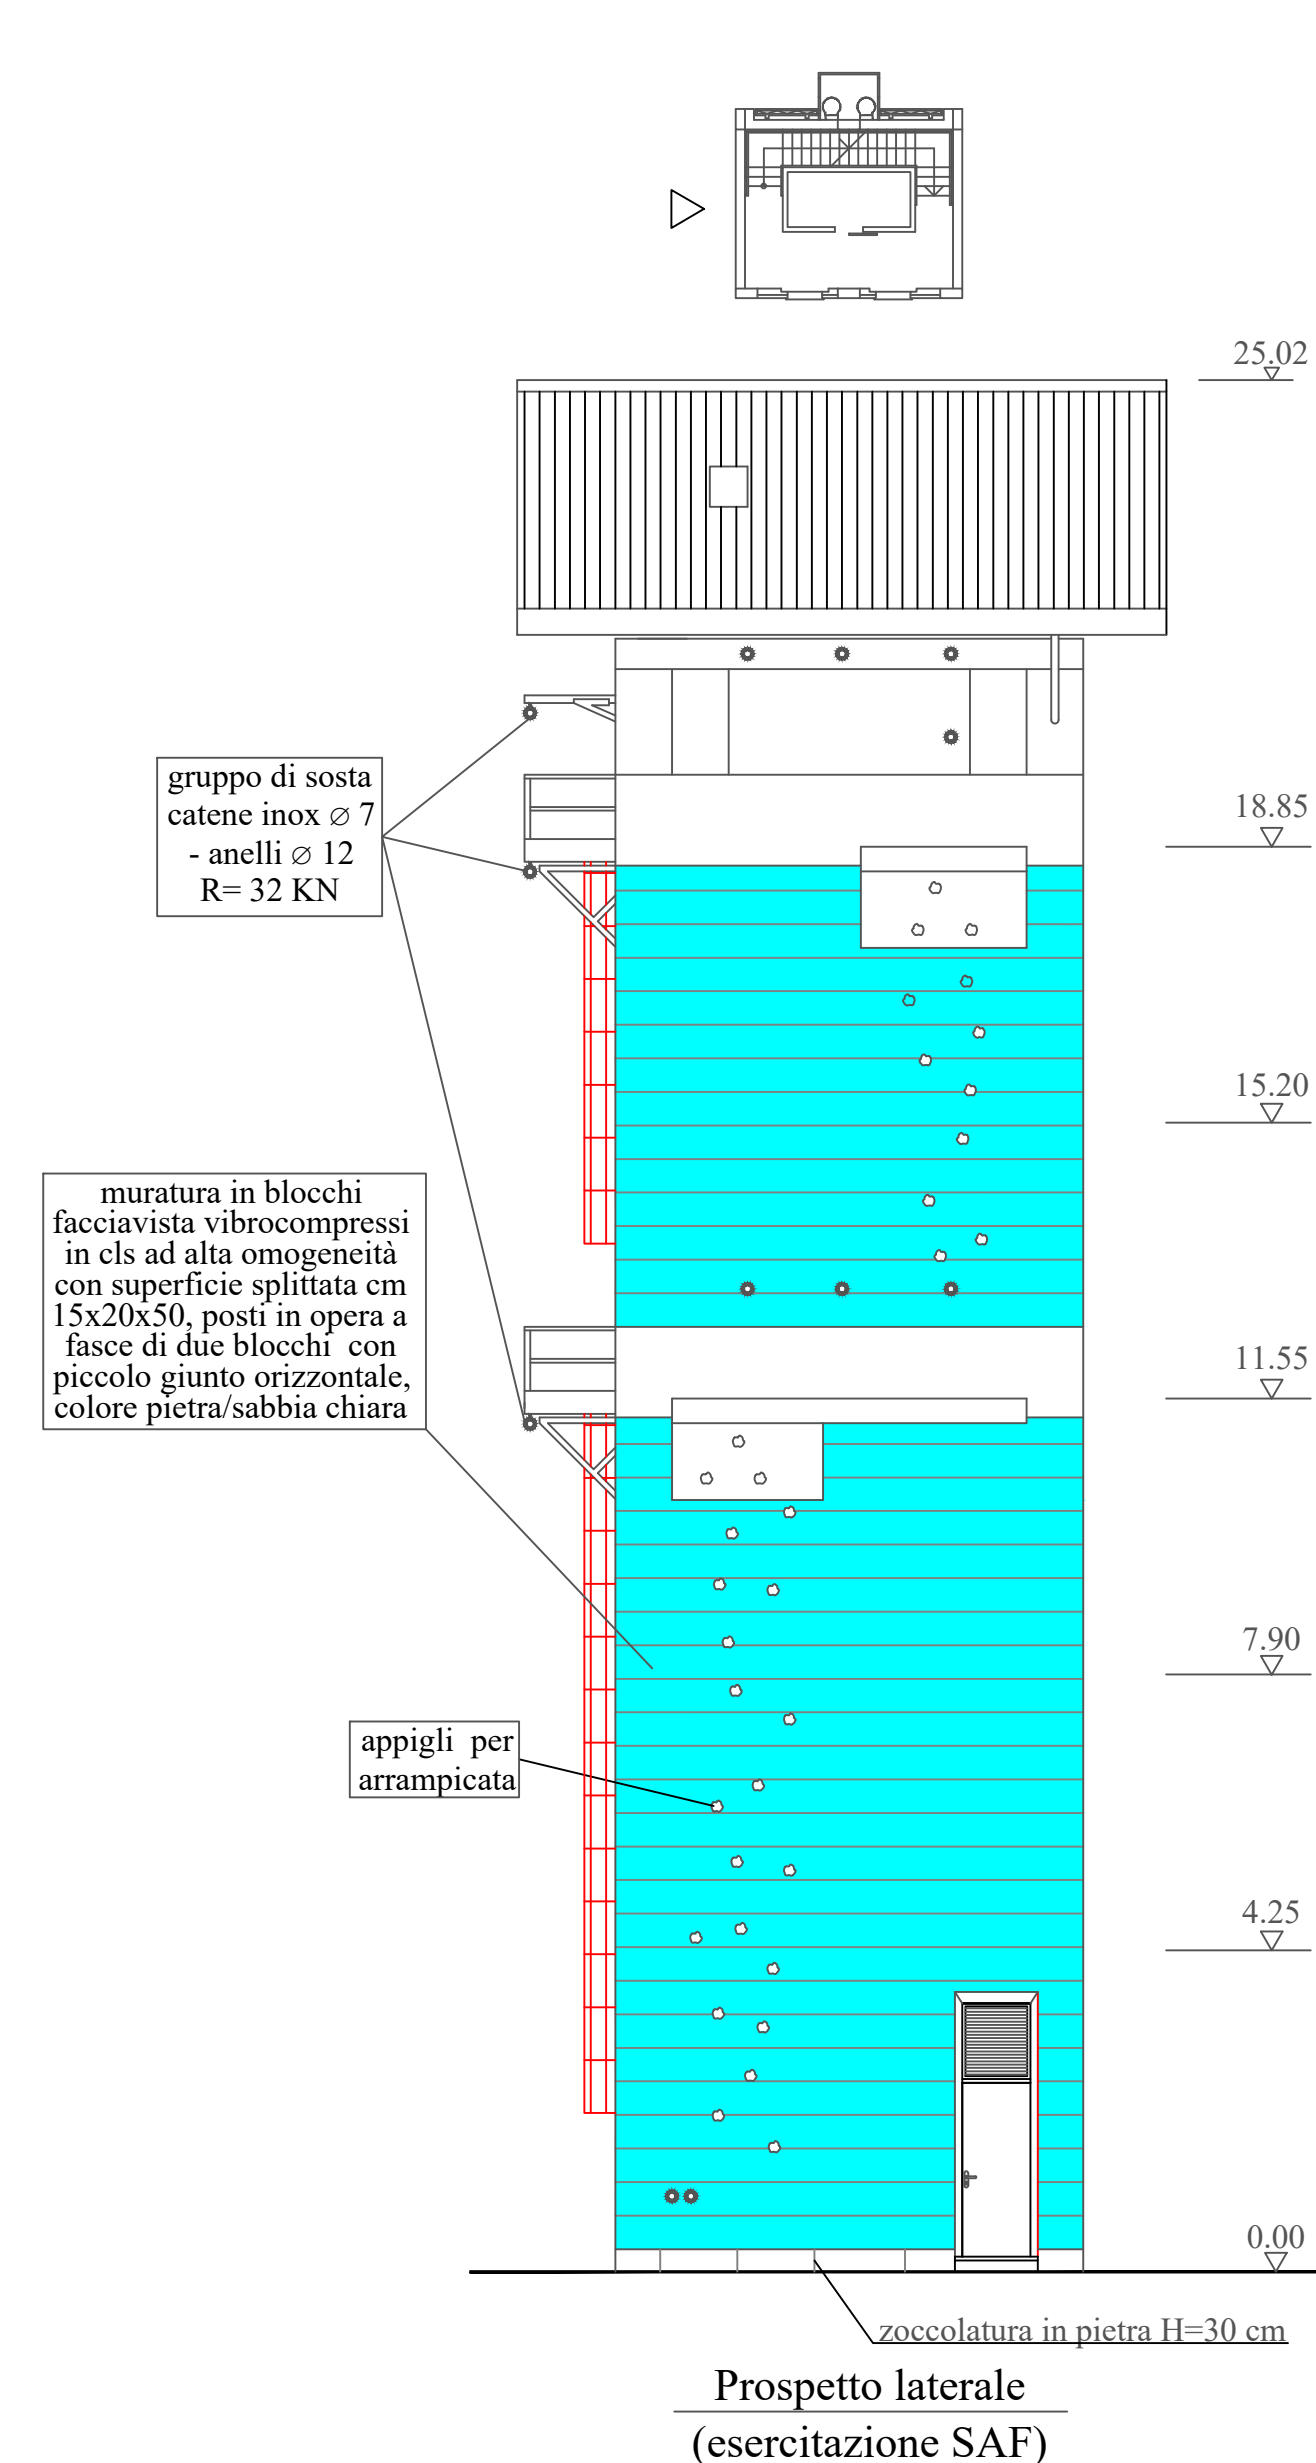 25.02
gruppo di sosta
catene inox ∅ 7
- anelli ∅ 12
R= 32 KN
18.85
15.20
muratura in blocchi
facciavista vibrocompressi
in cls ad alta omogeneità
con superficie splittata cm
15x20x50, posti in opera a
fasce di due blocchi con
piccolo giunto orizzontale,
colore pietra/sabbia chiara
11.55
7.90
appigli per
arrampicata
4.25
0.00
zoccolatura in pietra H=30 cm
Prospetto laterale
(esercitazione SAF)